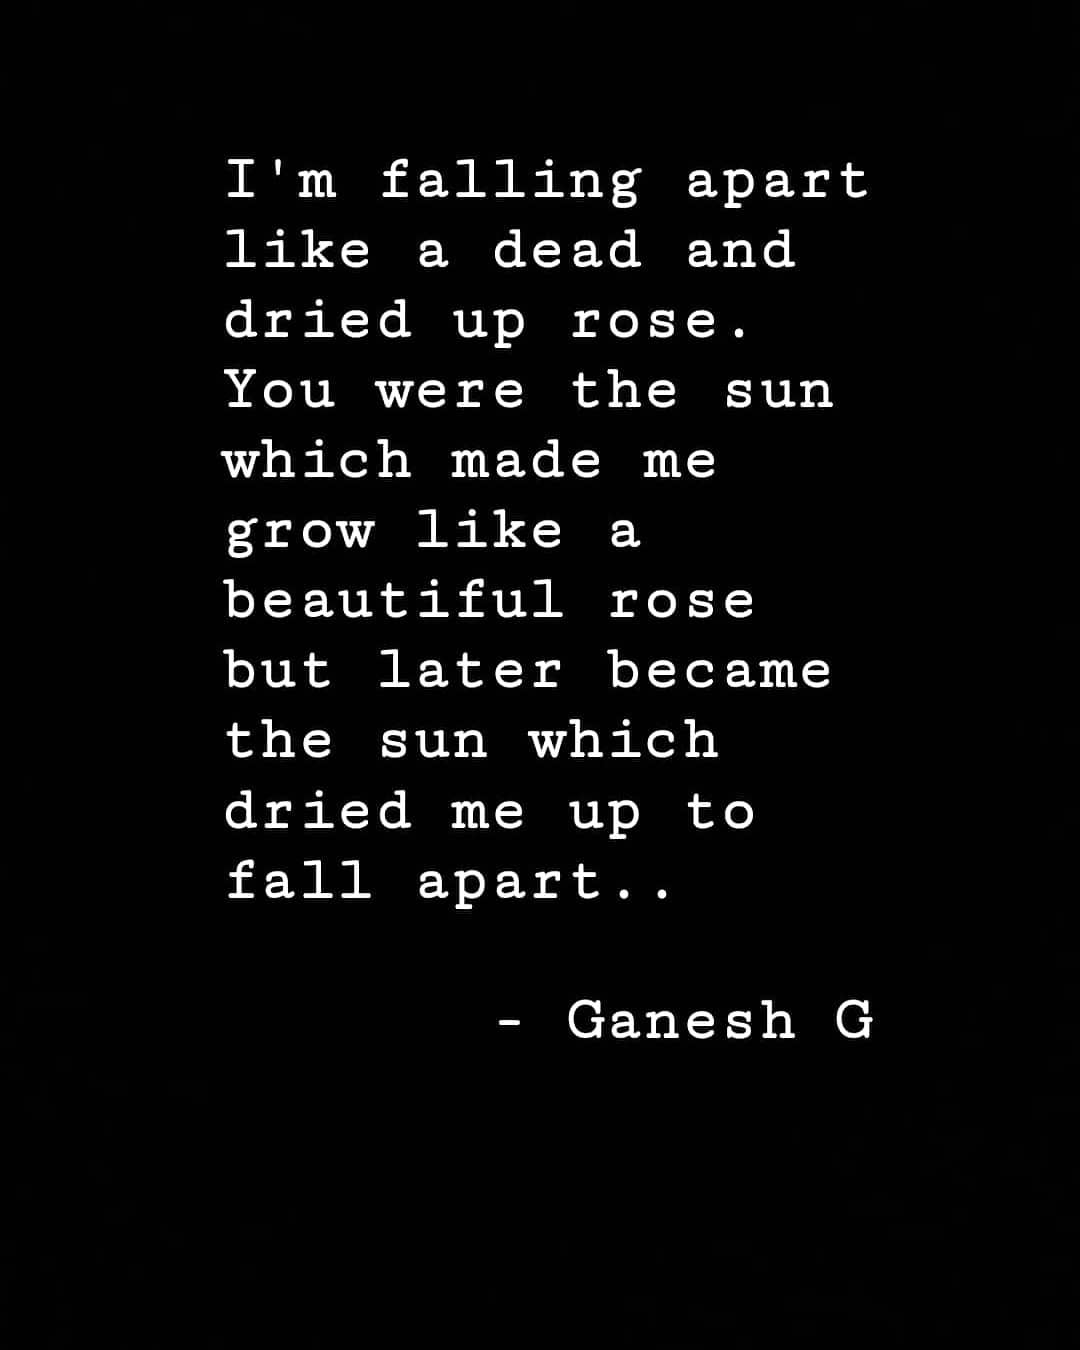 I'm falling apart
like a dead and
dried up rose.
You were the sun
which made me
grow like a
beautiful rose
but later became
the sun which
dried me up to
fall apart..
- Ganesh G